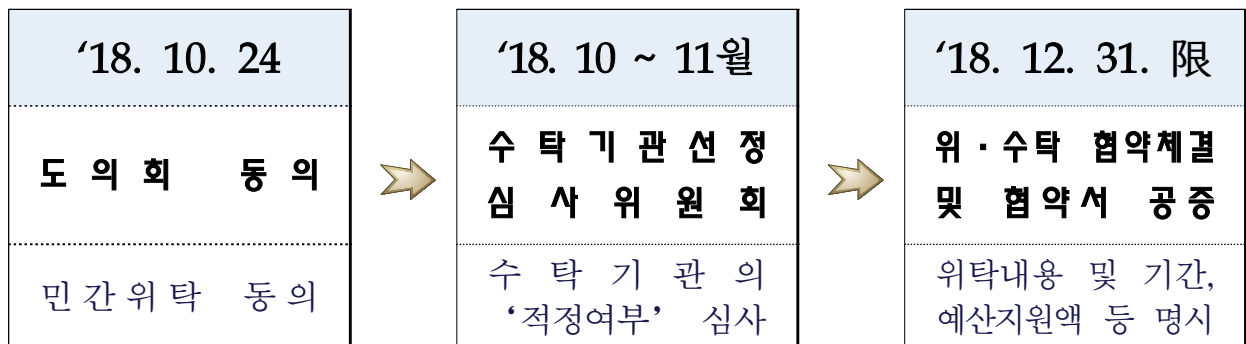 ‘18. 10. 24
도의회 동의
민간위탁 동의
‘18. 10 ~ 11월
수탁기관선정
심사위원회
수탁기관의
‘적정여부’ 심사
‘18. 12. 31. 限
위·수탁 협약체결
및 협약서 공증
위탁내용 및 기간,
예산지원액 등 명시